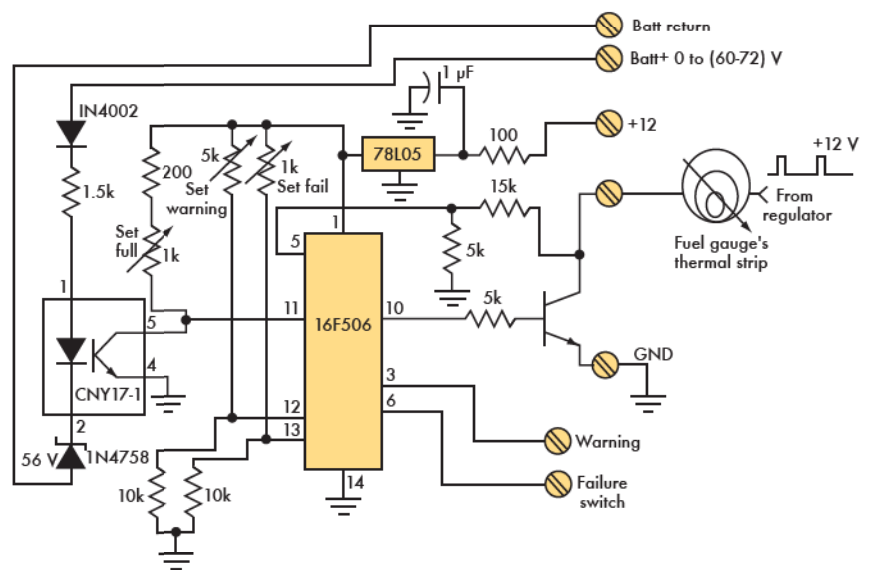 Batt return
Batt+ 0 to (60-72) V
1 µF
IN4002
+12
100
78L05
+12 V
5k
1k
200
Set
warning
Set fail
1.5k
15k
From
regulator
Set
full
1k
1
5
5k
Fuel gauge's
thermal strip
1
5
11
16F506
10
5k
4
GND
CNY17-1
3
2
12
6
13
56 V
1N4758
Warning
10k
10k
14
Failure
switch